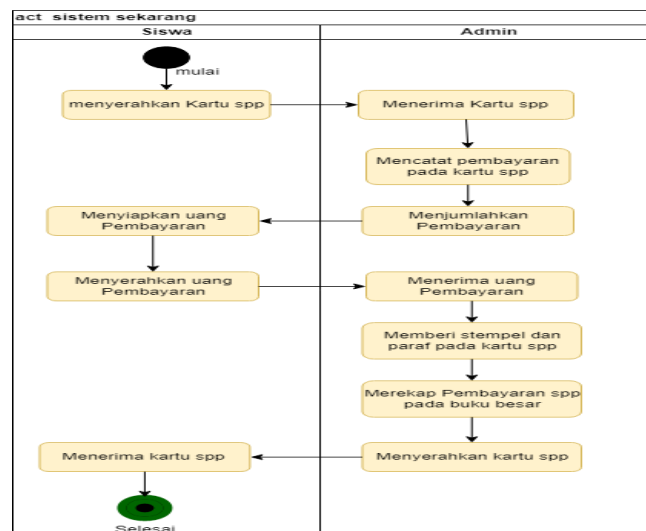 act sistem sekarang
Siswa
Admin
mulai
menyerahkan Kartu spp
Menerima Kartu spp
Mencatat pembayaran
pada kartu spp
Menyiapkan uang
Pembayaran
Menjumlahkan
Pembayaran
Menyerahkan uang
Pembayaran
Menerima uang
Pembayaran
Memberi stempel dan
paraf pada kartu spp
Merekap Pembayaran spp
pada buku besar
Menerima kartu spp
Menyerahkan kartu spp
Selesai